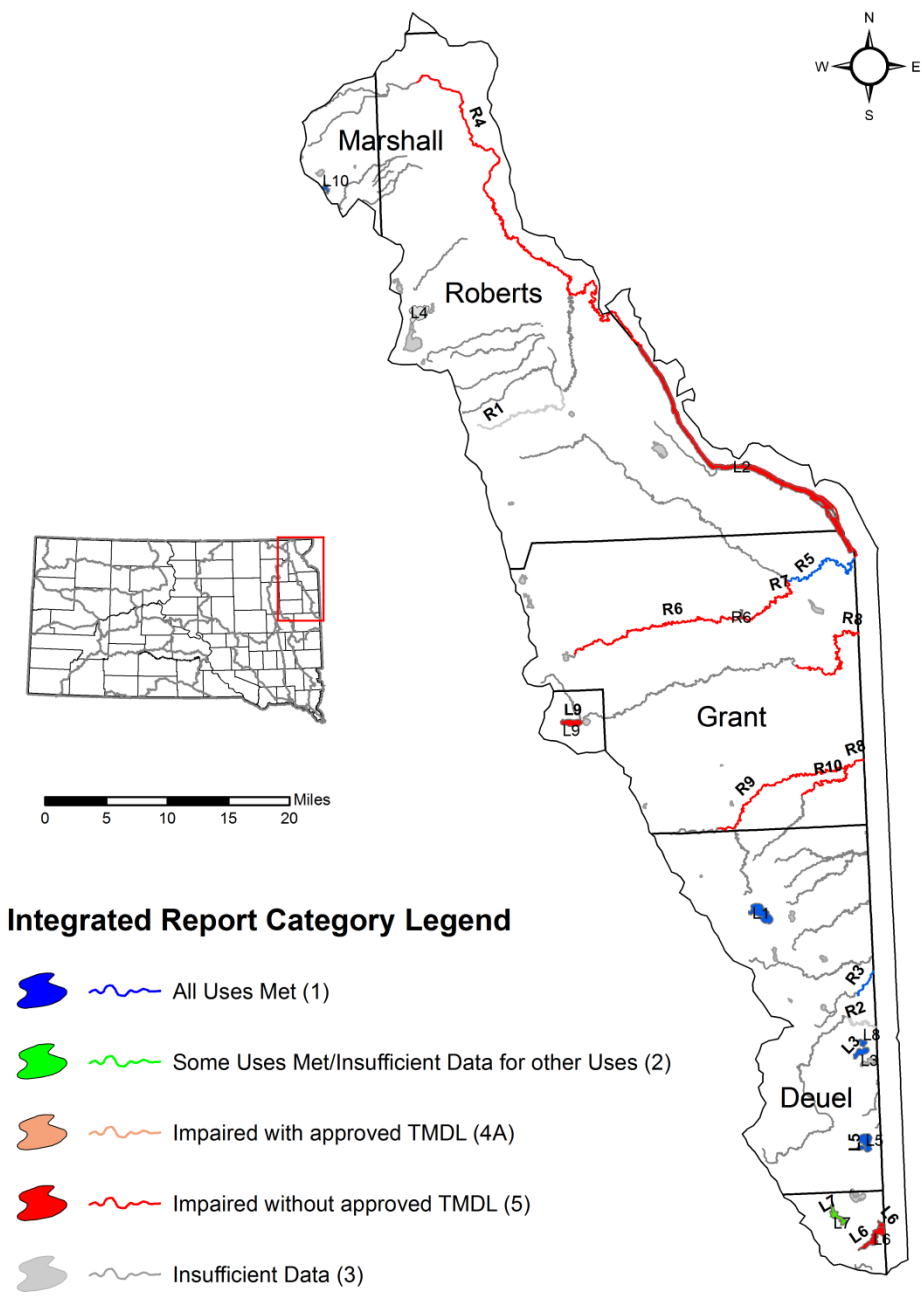 N
W E
S
R4
Marshall
L10
Roberts
L4
R1
L2
R5
R7
R6
R6
R8
L9
L9
Grant
R8
R10
R9
Miles
0 5 10 15 20
L1
Integrated Report Category Legend
All Uses Met (1)
R3
R2
L8
L3
L3
Some Uses Met/Insufficient Data for other Uses (2)
Deuel
Impaired with approved TMDL (4A)
L5
L5
Impaired without approved TMDL (5)
L7
L7
L6
L6
L6
Insufficient Data (3)